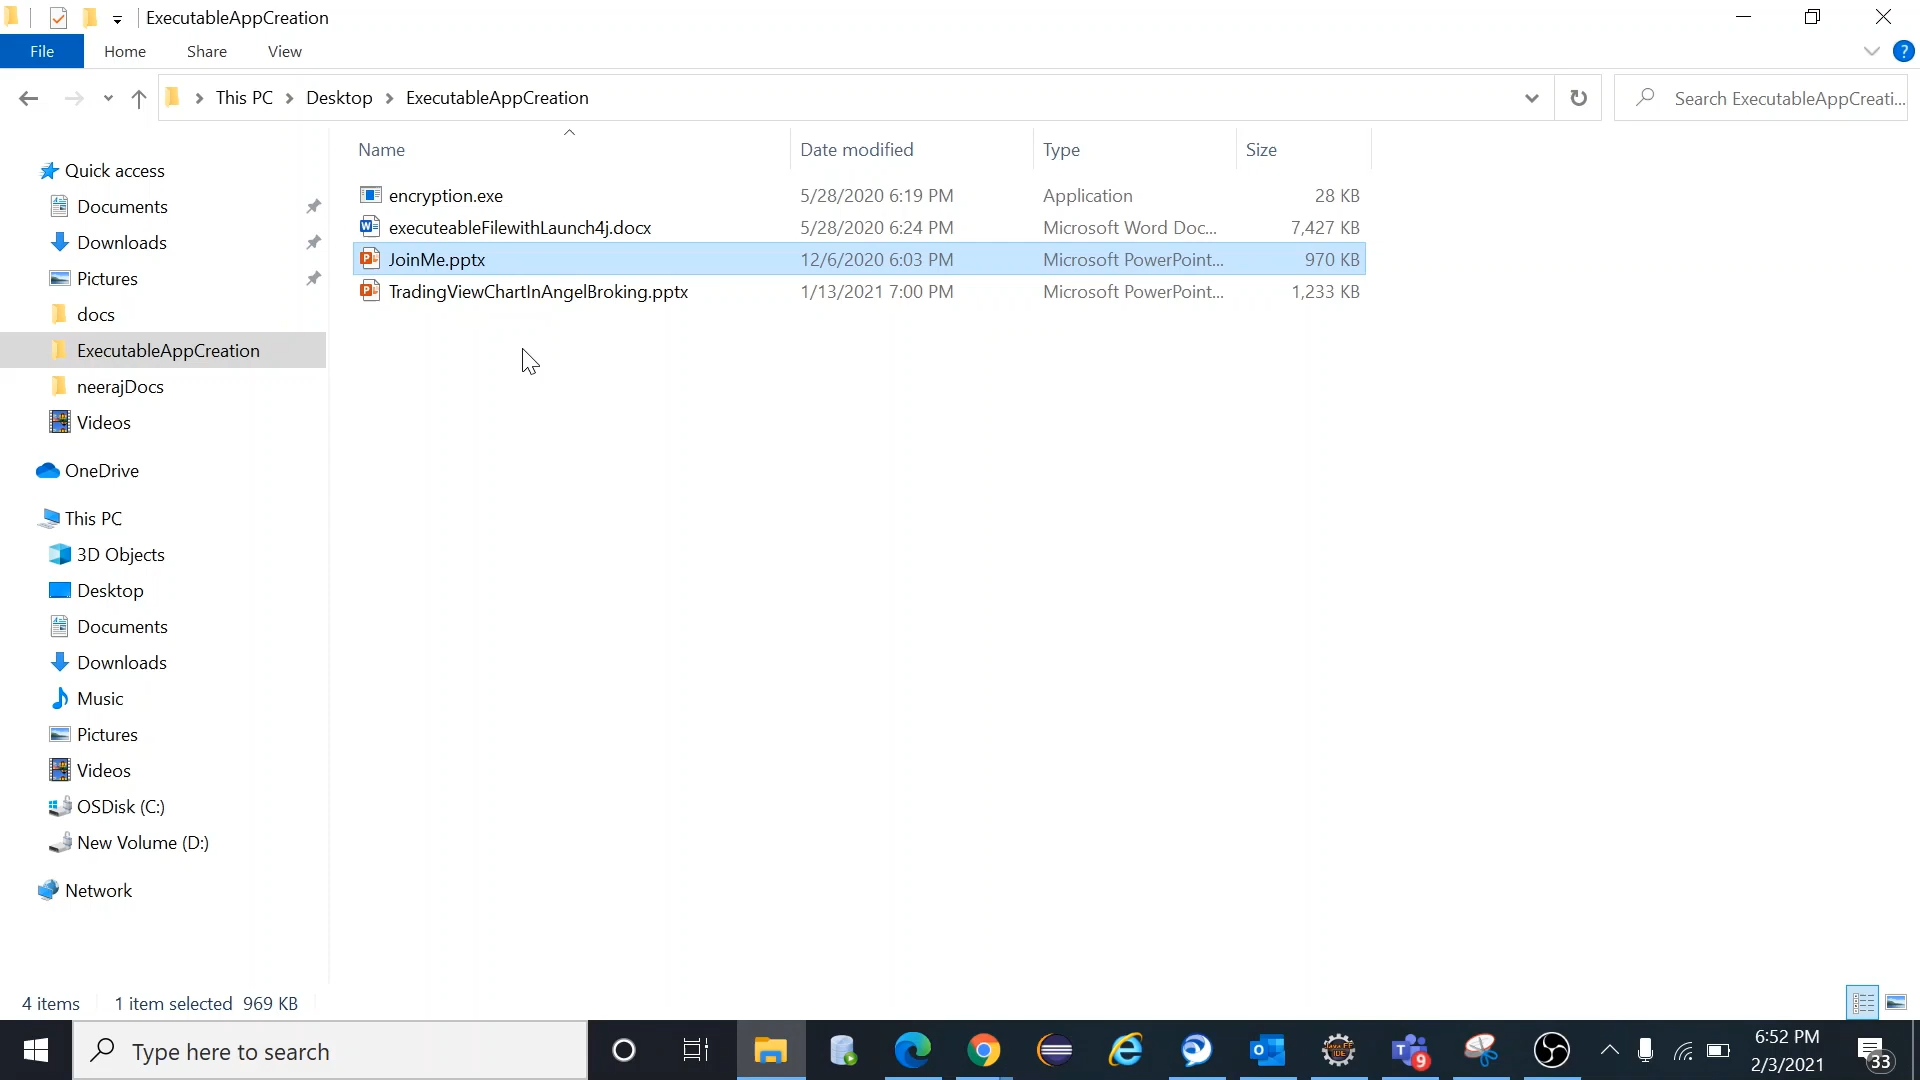 ExecutableAppCreation
File Home Share View ?
This PC Desktop ExecutableAppCreation Search ExecutableAppCreati...
Name Date modified Type Size
encryption.exe 5/28/2020 6:19 PM Application 28 KB
executeableFilewithLaunch4j.docx 5/28/2020 6:24 PM Microsoft Word Doc... 7,427 KB
JoinMe.pptx 12/6/2020 6:03 PM Microsoft PowerPoint... 970 KB
TradingViewChartInAngelBroking.pptx 1/13/2021 7:00 PM Microsoft PowerPoint... 1,233 KB
Quick access
Documents
Downloads
Pictures
docs
ExecutableAppCreation
neerajDocs
Videos
OneDrive
This PC
3D Objects
Desktop
Documents
Downloads
Music
Pictures
Videos
OSDisk (C:)
New Volume (D:)
Network
4 items 1 item selected 969 KB
Type here to search
9
6:52 PM
2/3/2021
33